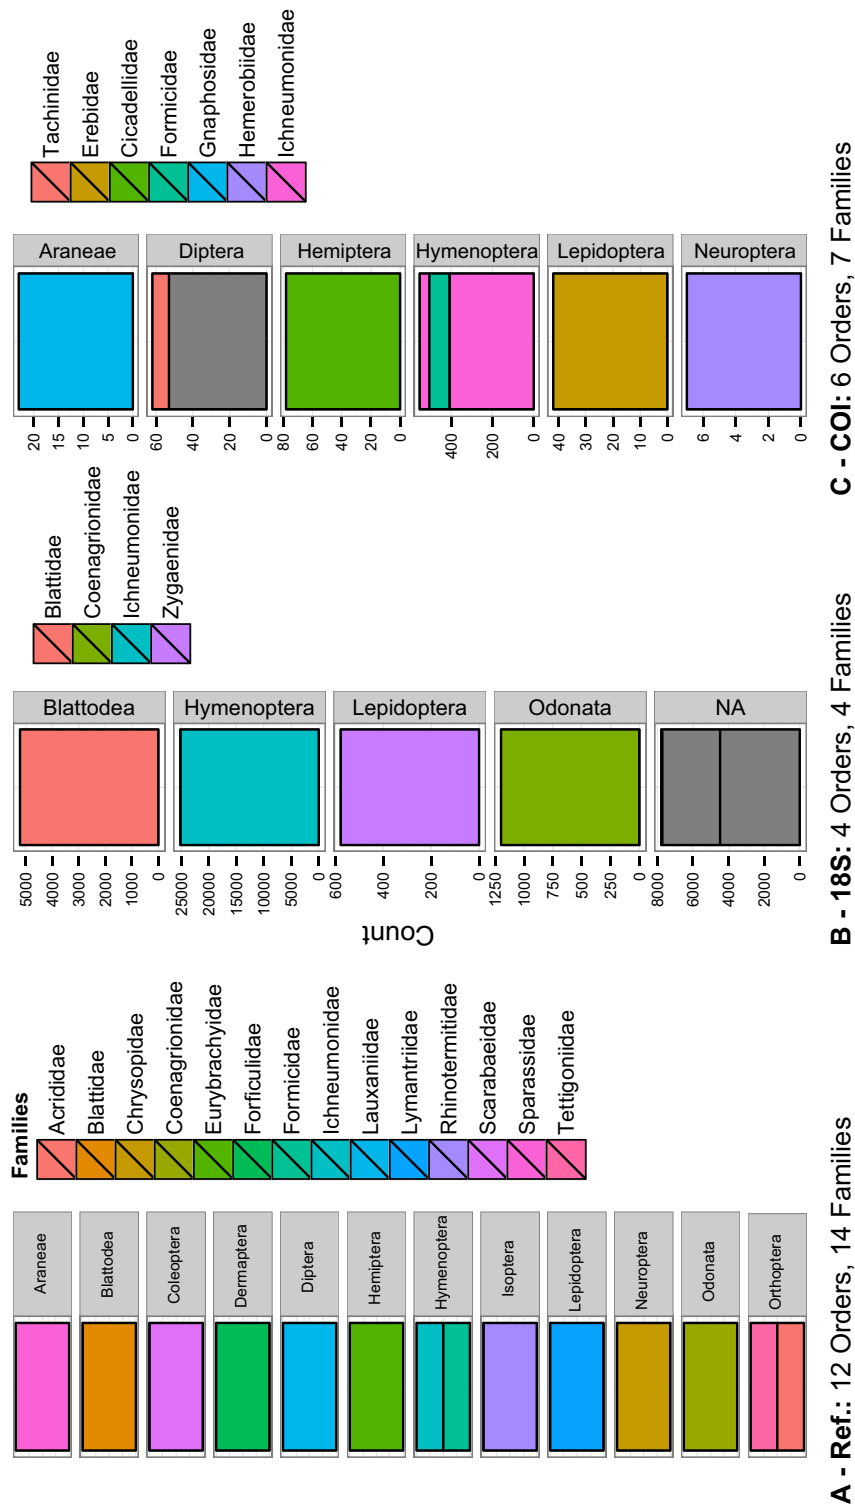 Families
Acrididae
Blattidae
Chrysopidae
Coenagrionidae
Eurybrachyidae
Forficulidae
Formicidae
Ichneumonidae
Lauxaniidae
Lymantriidae
Rhinotermitidae
Scarabaeidae
Sparassidae
Tettigoniidae
Araneae
Blattodea
Coleoptera
Dermaptera
Diptera
Hemiptera
Hymenoptera
Isoptera
Lepidoptera
Neuroptera
Odonata
Orthoptera
A - Ref.: 12 Orders, 14 Families
Blattidae
Coenagrionidae
Ichneumonidae
Zygaenidae
Count
Blattodea
5000
4000
3000
2000
1000
0
Hymenoptera
25000
20000
15000
10000
5000
0
Lepidoptera
600
400
200
0
Odonata
1250
1000
750
500
250
0
NA
8000
6000
4000
2000
0
B - 18S: 4 Orders, 4 Families
Tachinidae
Erebidae
Cicadellidae
Formicidae
Gnaphosidae
Hemerobiidae
Ichneumonidae
Araneae
20
15
10
5
0
Diptera
60
40
20
0
Hemiptera
80
60
40
20
0
Hymenoptera
400
200
0
Lepidoptera
40
30
20
10
0
Neuroptera
6
4
2
0
C - COI: 6 Orders, 7 Families